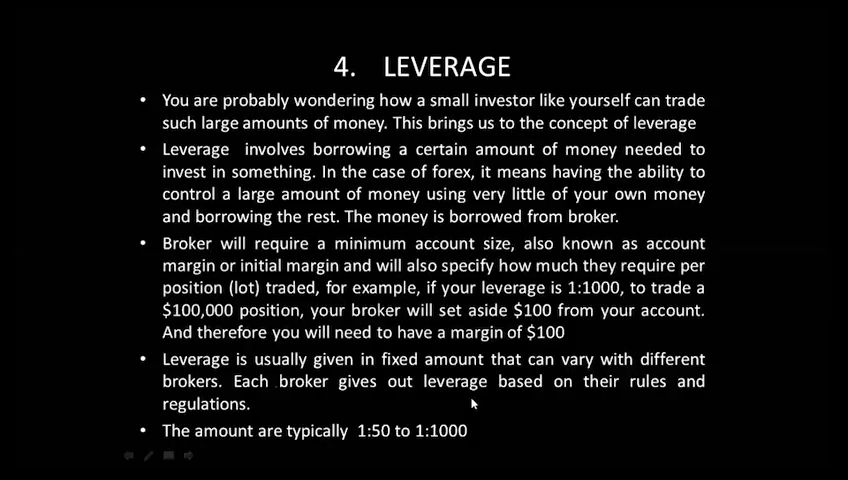 4. LEVERAGE
• You are probably wondering how a small investor like yourself can trade
such large amounts of money. This brings us to the concept of leverage
• Leverage involves borrowing a certain amount of money needed to
invest in something. In the case of forex, it means having the ability to
control a large amount of money using very little of your own money
and borrowing the rest. The money is borrowed from broker.
• Broker will require a minimum account size, also known as account
margin or initial margin and will also specify how much they require per
position (lot) traded, for example, if your leverage is 1:1000, to trade a
$100,000 position, your broker will set aside $100 from your account.
And therefore you will need to have a margin of $100
• Leverage is usually given in fixed amount that can vary with different
brokers. Each broker gives out leverage based on their rules and
regulations.
• The amount are typically 1:50 to 1:1000